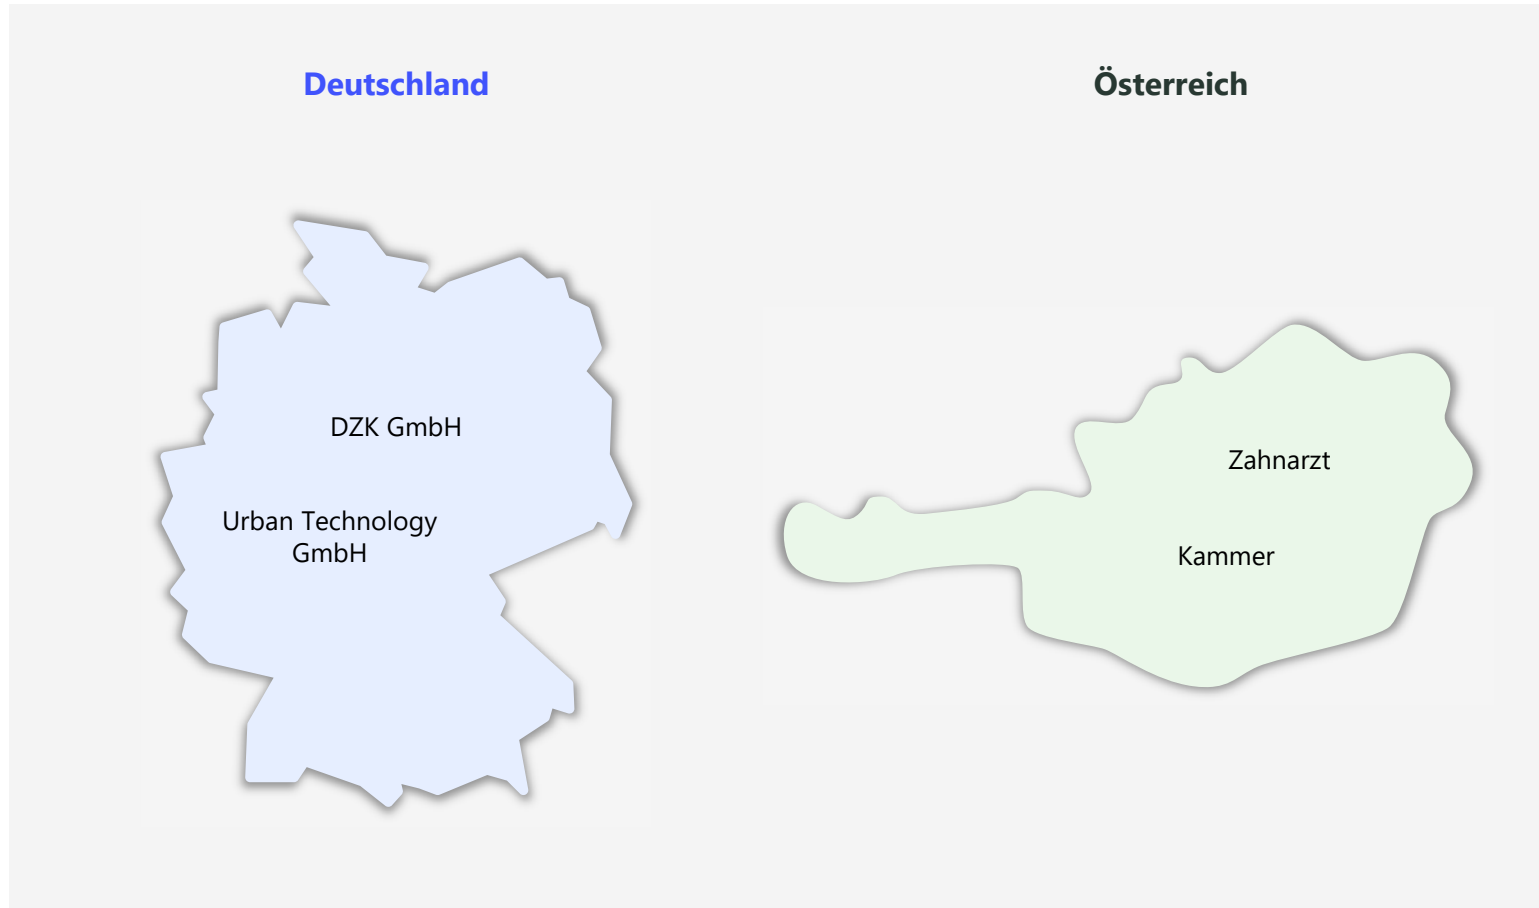 Deutschland
Österreich
DZK GmbH
Urban Technology
GmbH
Zahnarzt
Kammer